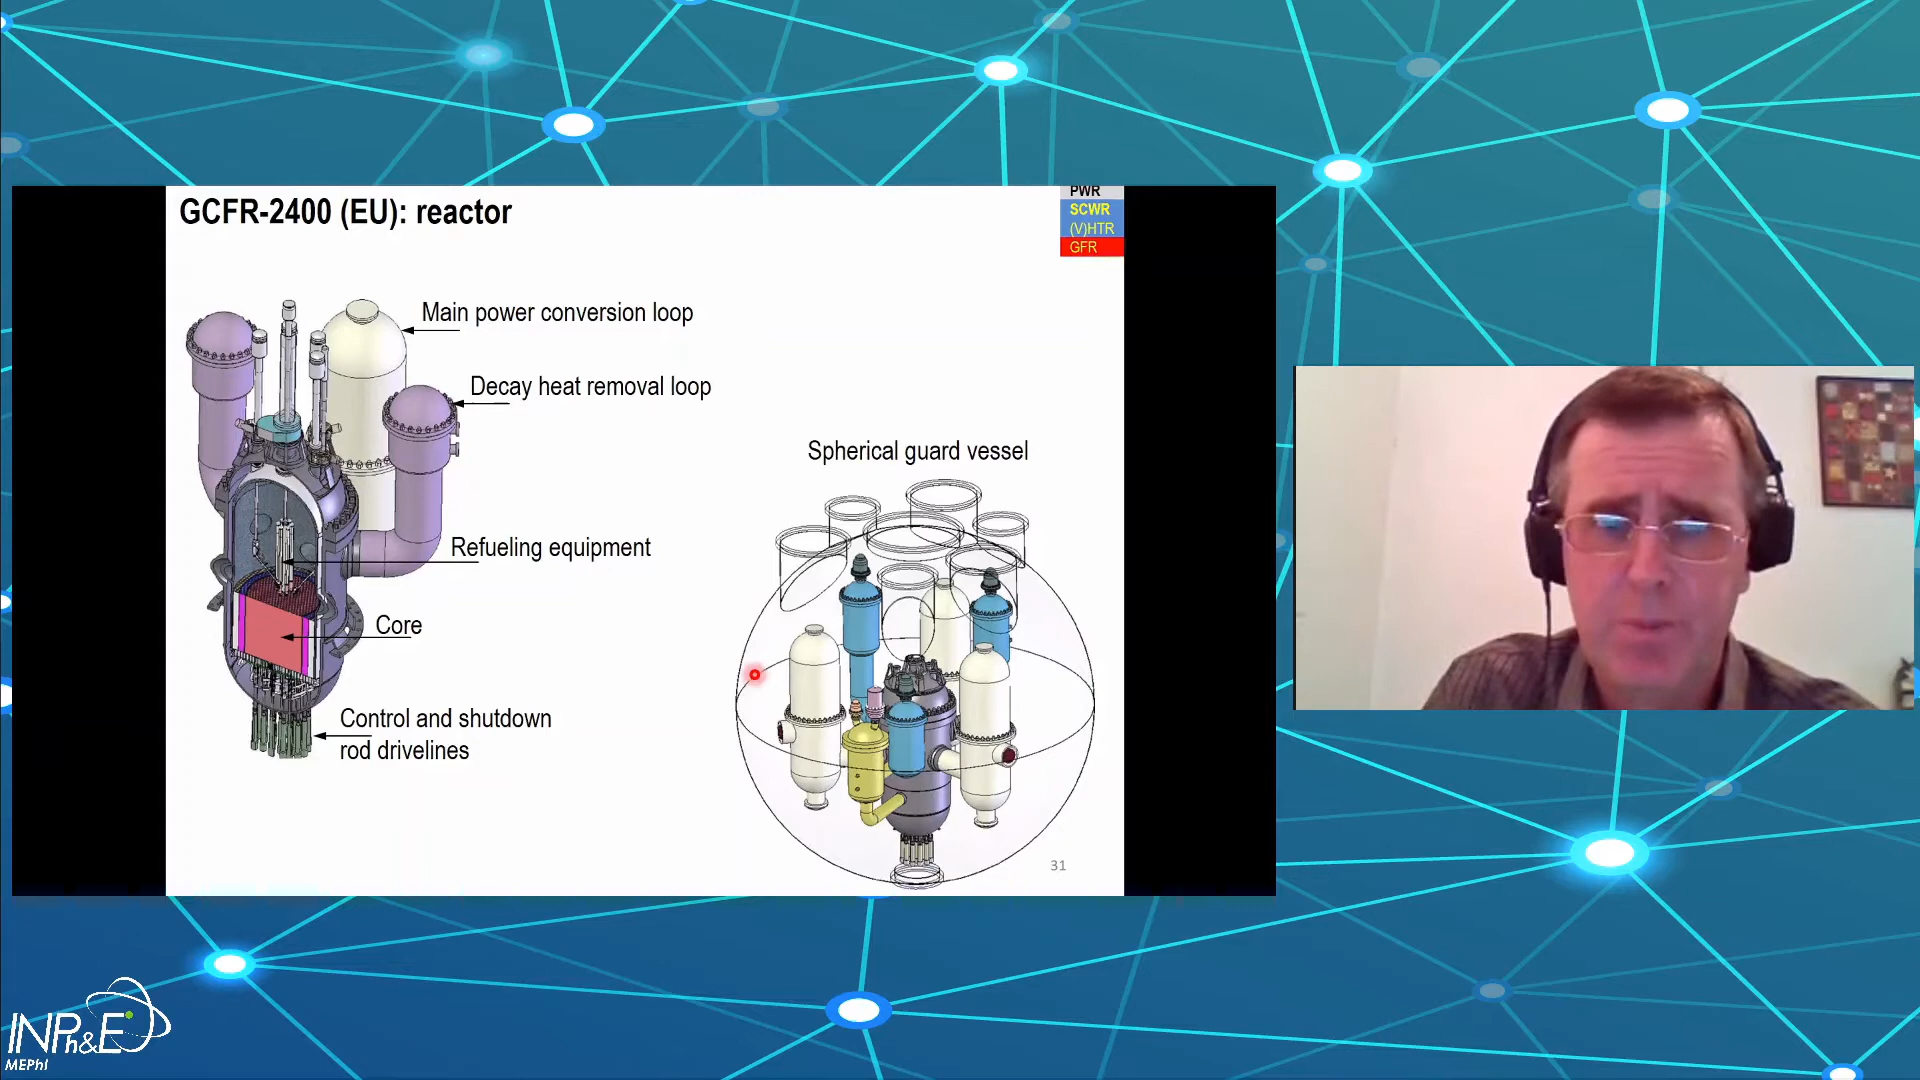 GCFR-2400 (EU): reactor
PWR
SCWR
(V)HTR
GFR
Main power conversion loop
Decay heat removal loop
Spherical guard vessel
Refueling equipment
Core
Control and shutdown
rod drivelines
31
INPh&E
MEPhI